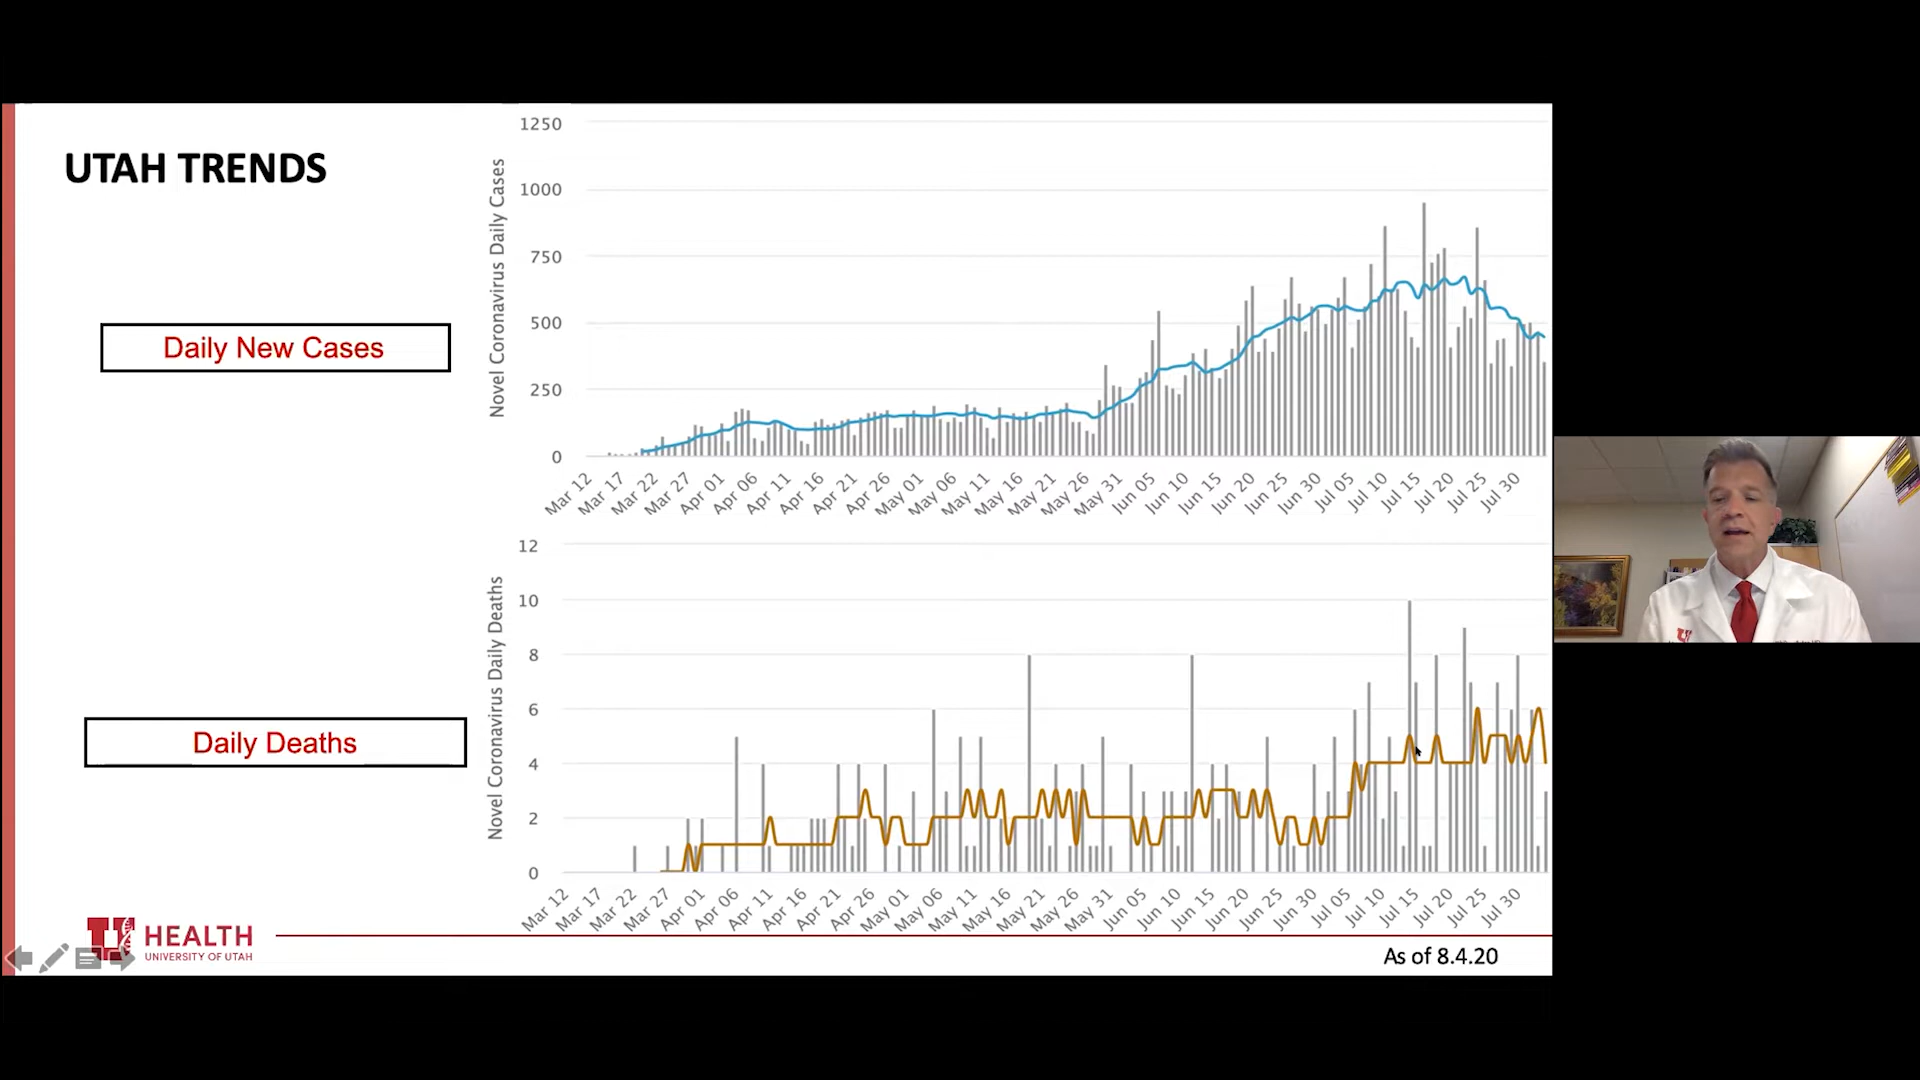 UTAH TRENDS
Daily New Cases
Novel Coronavirus Daily Cases
1250
1000
750
500
250
0
Mar 12
Mar 17
Mar 22
Mar 27
Apr 01
Apr 06
Apr 11
Apr 16
Apr 21
Apr 26
May 01
May 06
May 11
May 16
May 21
May 26
May 31
Jun 05
Jun 10
Jun 15
Jun 20
Jun 25
Jun 30
Jul 05
Jul 10
Jul 15
Jul 20
Jul 25
Jul 30
Daily Deaths
Novel Coronavirus Daily Deaths
12
10
8
6
4
2
0
Mar 12
Mar 17
Mar 22
Mar 27
Apr 01
Apr 06
Apr 11
Apr 16
Apr 21
Apr 26
May 01
May 06
May 11
May 16
May 21
May 26
May 31
Jun 05
Jun 10
Jun 15
Jun 20
Jun 25
Jun 30
Jul 05
Jul 10
Jul 15
Jul 20
Jul 25
Jul 30
U HEALTH
UNIVERSITY OF UTAH
As of 8.4.20
U